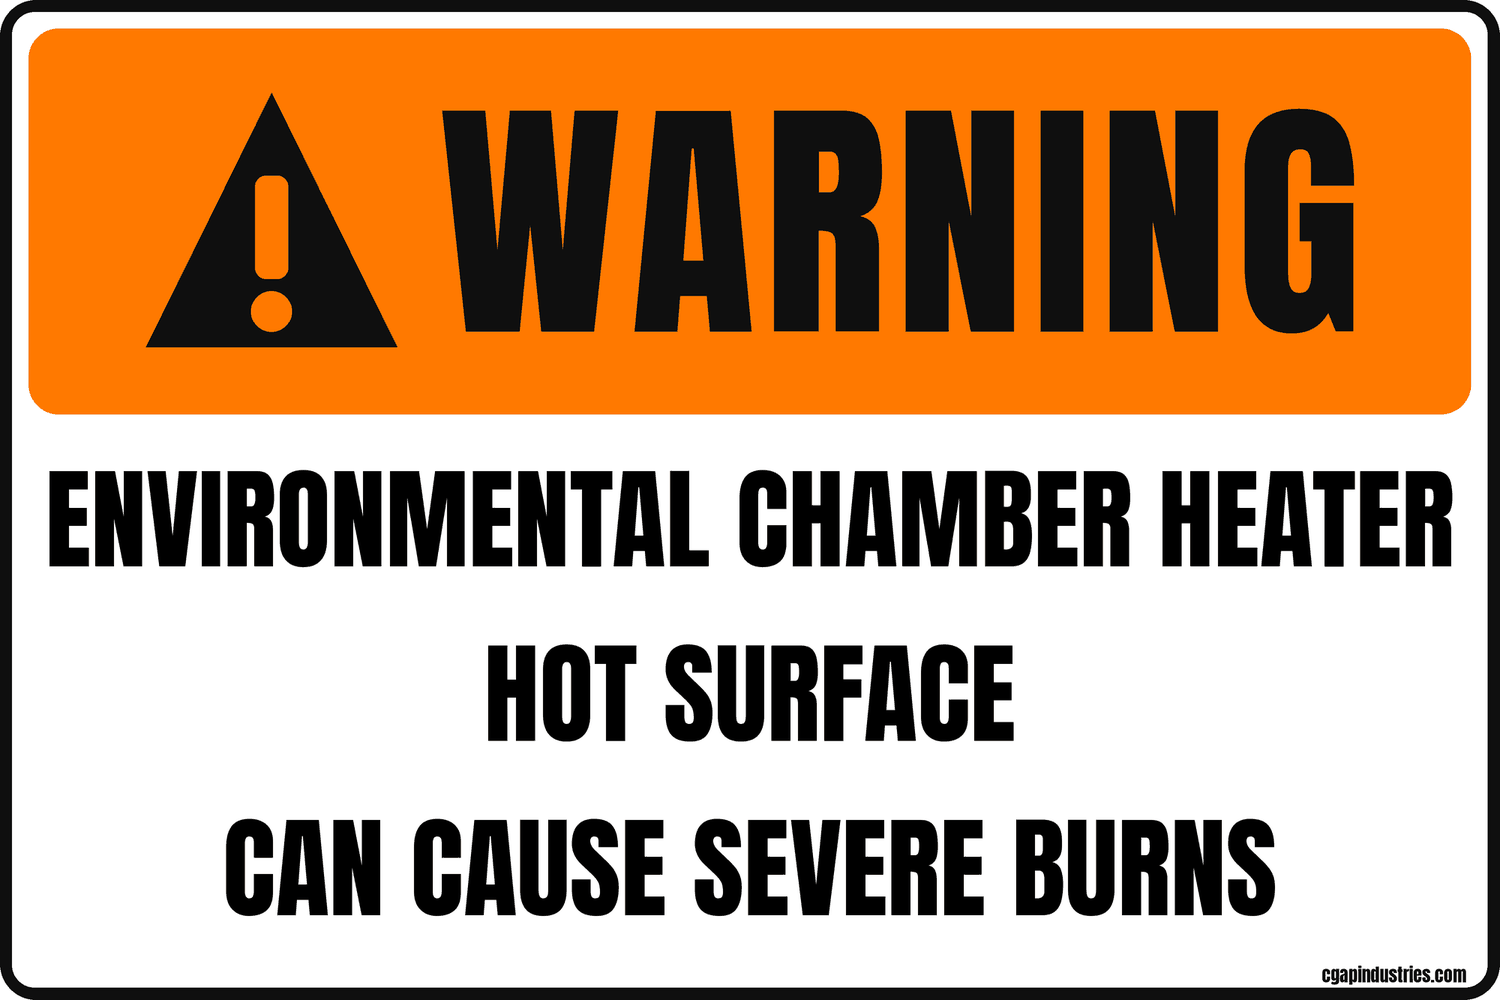 WARNING
ENVIRONMENTAL CHAMBER HEATER
HOT SURFACE
CAN CAUSE SEVERE BURNS
cgapindustries.com